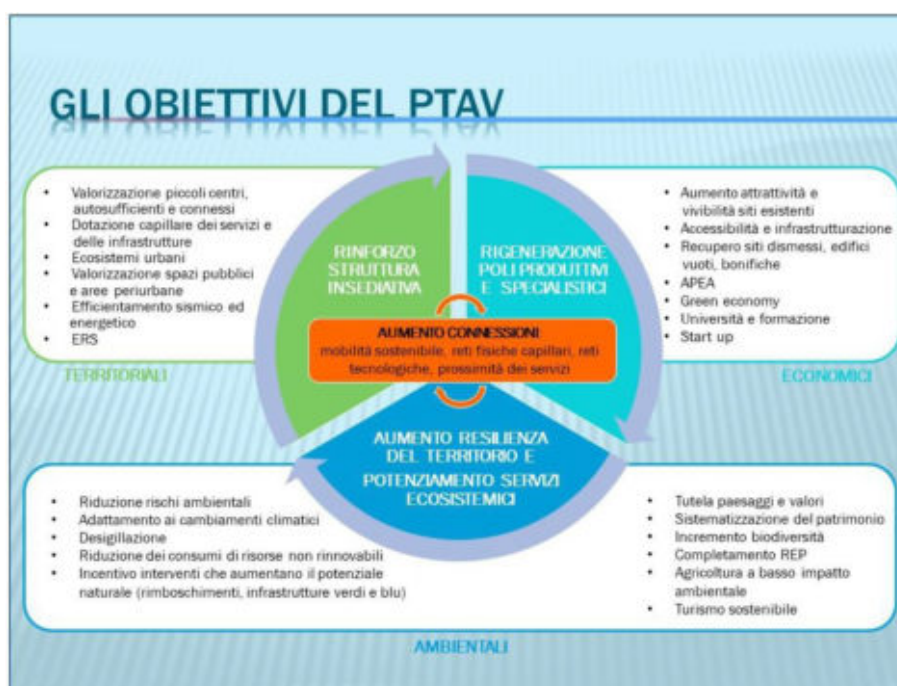 GLI OBIETTIVI DEL PTAV
• Valorizzazione piccoli centri,
autosufficienti e connessi
• Dotazione capillare dei servizi e
delle infrastrutture
• Ecosistemi urbani
• Valorizzazione spazi pubblici
e aree periurbane
• Efficientamento sismico ed
energetico
• ERS
TERRITORIALI
RINFORZO
STRUTTURA
INSEDIATIVA
RIGENERAZIONE
POLI PRODUTTIVI
E SPECIALISTICI
• Aumento attrattività e
vivibilità siti esistenti
• Accessibilità e infrastrutturazione
• Recupero siti dismessi, edifici
vuoti, bonifiche
• APEA
• Green economy
• Università e formazione
• Start up
ECONOMICI
AUMENTO CONNESSIONI
mobilità sostenibile, reti fisiche capillari, reti
tecnologiche, prossimità dei servizi
AUMENTO RESILIENZA
DEL TERRITORIO E
POTENZIAMENTO SERVIZI
ECOSISTEMICI
• Riduzione rischi ambientali
• Adattamento ai cambiamenti climatici
• Desigillazione
• Riduzione dei consumi di risorse non rinnovabili
• Incentivo interventi che aumentano il potenziale
naturale (rimboschimenti, infrastrutture verdi e blu)
• Tutela paesaggi e valori
• Sistematizzazione del patrimonio
• Incremento biodiversità
• Completamento REP
• Agricoltura a basso impatto
ambientale
• Turismo sostenibile
AMBIENTALI